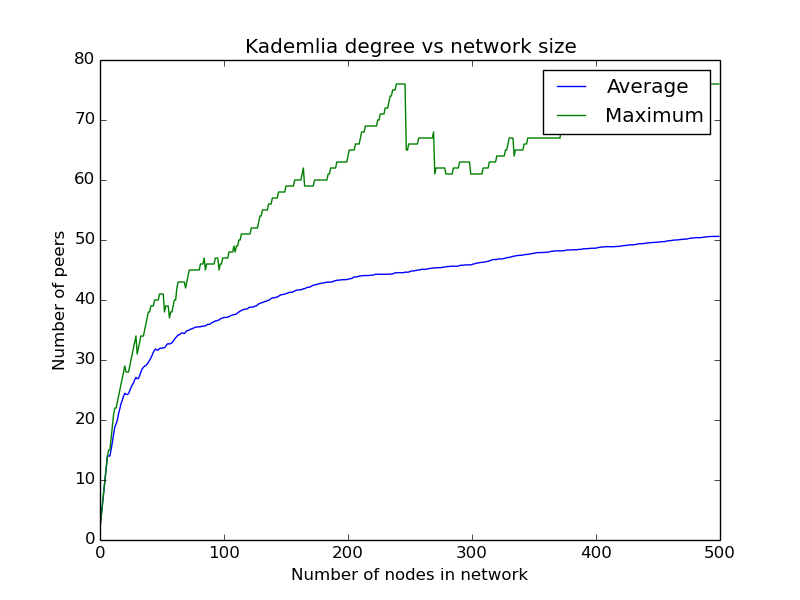 Kademlia degree vs network size
80
70
60
50
40
30
20
10
0
Number of peers
Average
Maximum
0 100 200 300 400 500
Number of nodes in network